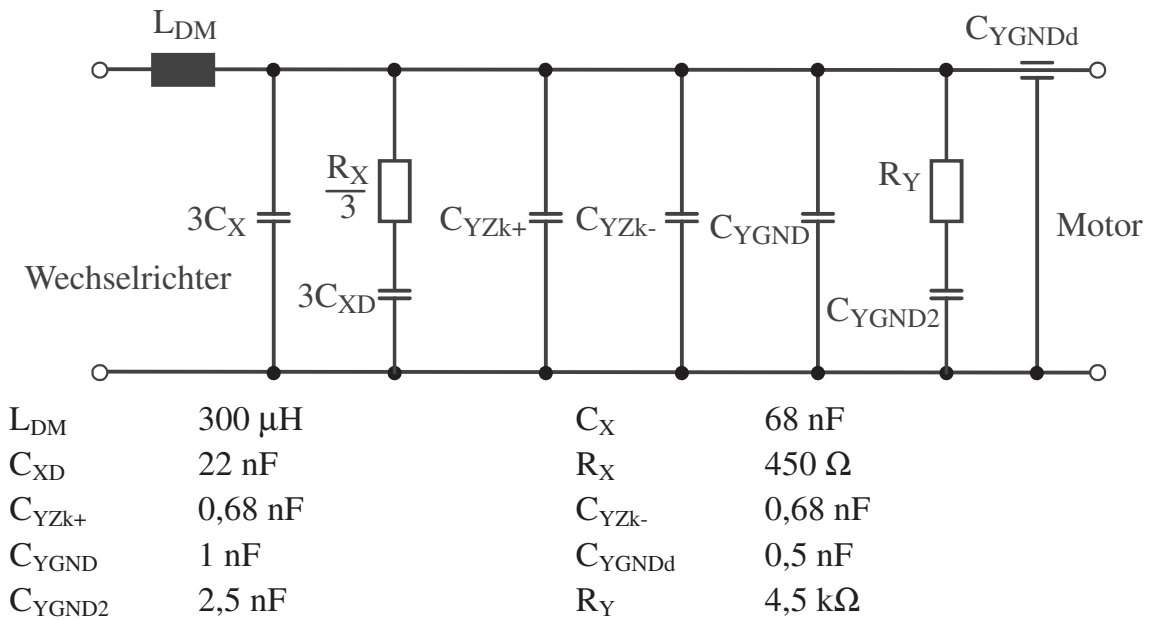 L_DM
C_YGNDd
R_X
3
3C_X
C_YZk+
C_YZk-
C_YGND
R_Y
Motor
Wechselrichter
3C_XD
C_YGND2
L_DM 300 µH C_X 68 nF
C_XD 22 nF R_X 450 Ω
C_YZk+ 0,68 nF C_YZk- 0,68 nF
C_YGND 1 nF C_YGNDd 0,5 nF
C_YGND2 2,5 nF R_Y 4,5 kΩ